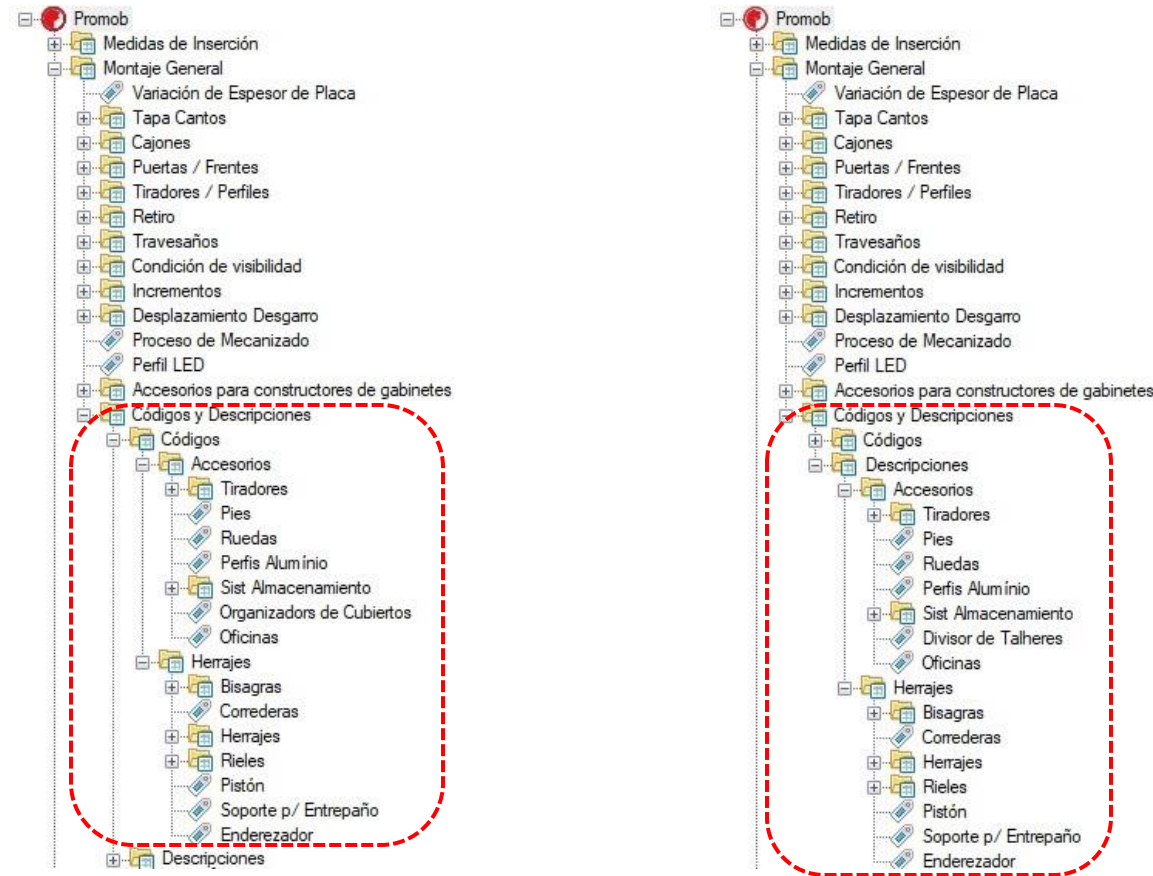 Promob
Medidas de Inserción
Montaje General
Variación de Espesor de Placa
Tapa Cantos
Cajones
Puertas / Frentes
Tiradores / Perfiles
Retiro
Travesaños
Condición de visibilidad
Incrementos
Desplazamiento Desgarro
Proceso de Mecanizado
Perfil LED
Accesorios para constructores de gabinetes
Códigos y Descripciones
Códigos
Accesorios
Tiradores
Pies
Ruedas
Perfis Alumínio
Sist Almacenamiento
Organizadors de Cubiertos
Oficinas
Herrajes
Bisagras
Correderas
Herrajes
Rieles
Pistón
Soporte p/ Entrepaño
Enderezador
Descripciones
Promob
Medidas de Inserción
Montaje General
Variación de Espesor de Placa
Tapa Cantos
Cajones
Puertas / Frentes
Tiradores / Perfiles
Retiro
Travesaños
Condición de visibilidad
Incrementos
Desplazamiento Desgarro
Proceso de Mecanizado
Perfil LED
Accesorios para constructores de gabinetes
Códigos y Descripciones
Códigos
Descripciones
Accesorios
Tiradores
Pies
Ruedas
Perfis Alumínio
Sist Almacenamiento
Divisor de Talheres
Oficinas
Herrajes
Bisagras
Correderas
Herrajes
Rieles
Pistón
Soporte p/ Entrepaño
Enderezador